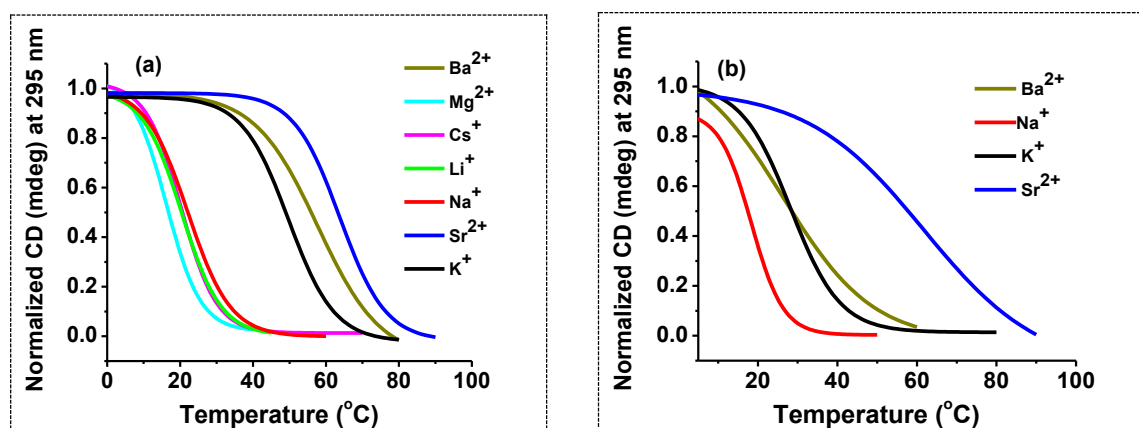 (a)
Normalized CD (mdeg) at 295 nm
1.0
0.8
0.6
0.4
0.2
0.0
0 20 40 60 80 100
Temperature (°C)
Ba2+
Mg2+
Cs+
Li+
Na+
Sr2+
K+
(b)
Normalized CD (mdeg) at 295 nm
1.0
0.8
0.6
0.4
0.2
0.0
20 40 60 80 100
Temperature (°C)
Ba2+
Na+
K+
Sr2+